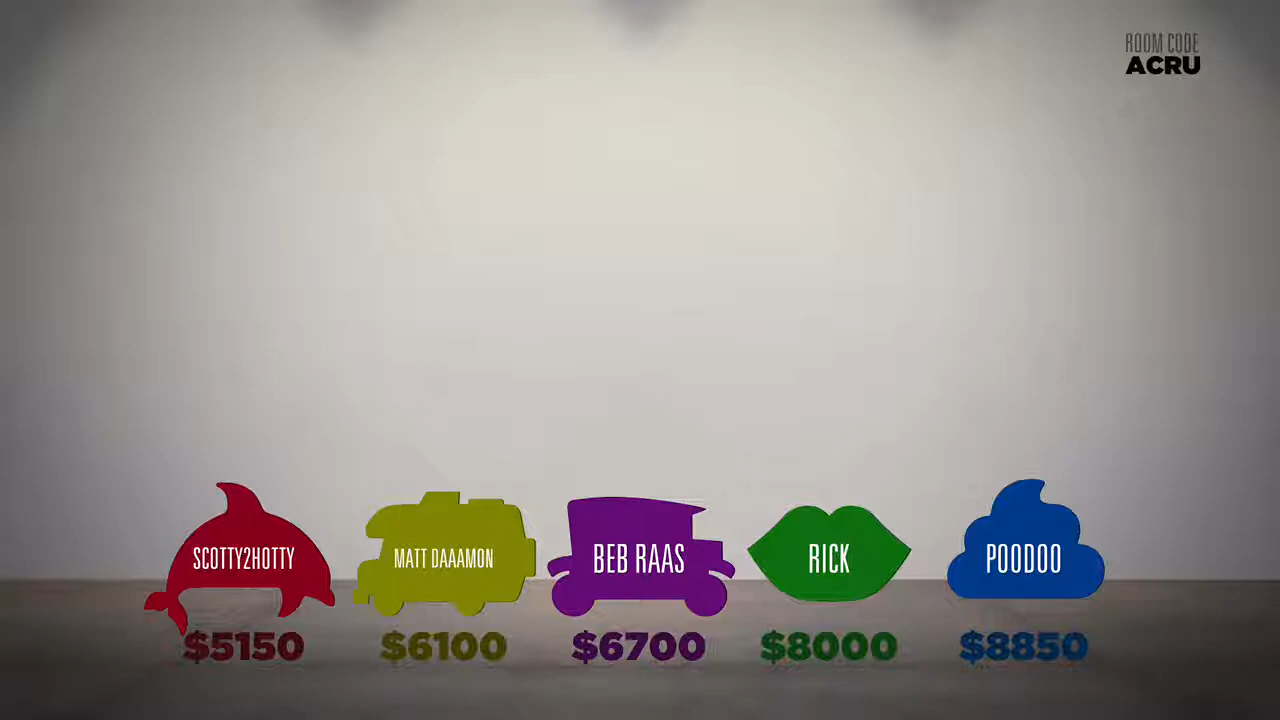 ROOM CODE
ACRU
SCOTTY2HOTTY
MATT DAAAMON
BEB RAAS
RICK
POODOO
$5150
$6100
$6700
$8000
$8850